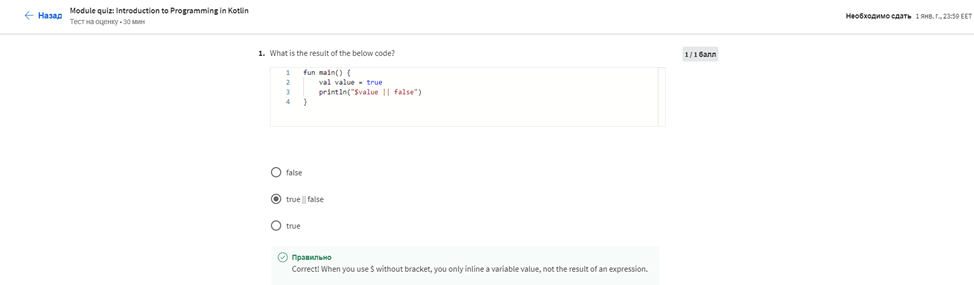 Назад
Module quiz: Introduction to Programming in Kotlin
Тест на оценку • 30 мин
Необходимо сдать 1 янв. г., 23:59 EET
1. What is the result of the below code?
1 / 1 балл
1 fun main() {
2 val value = true
3 println("$value || false")
4 }
false
true || false
true
Правильно
Correct! When you use $ without bracket, you only inline a variable value, not the result of an expression.